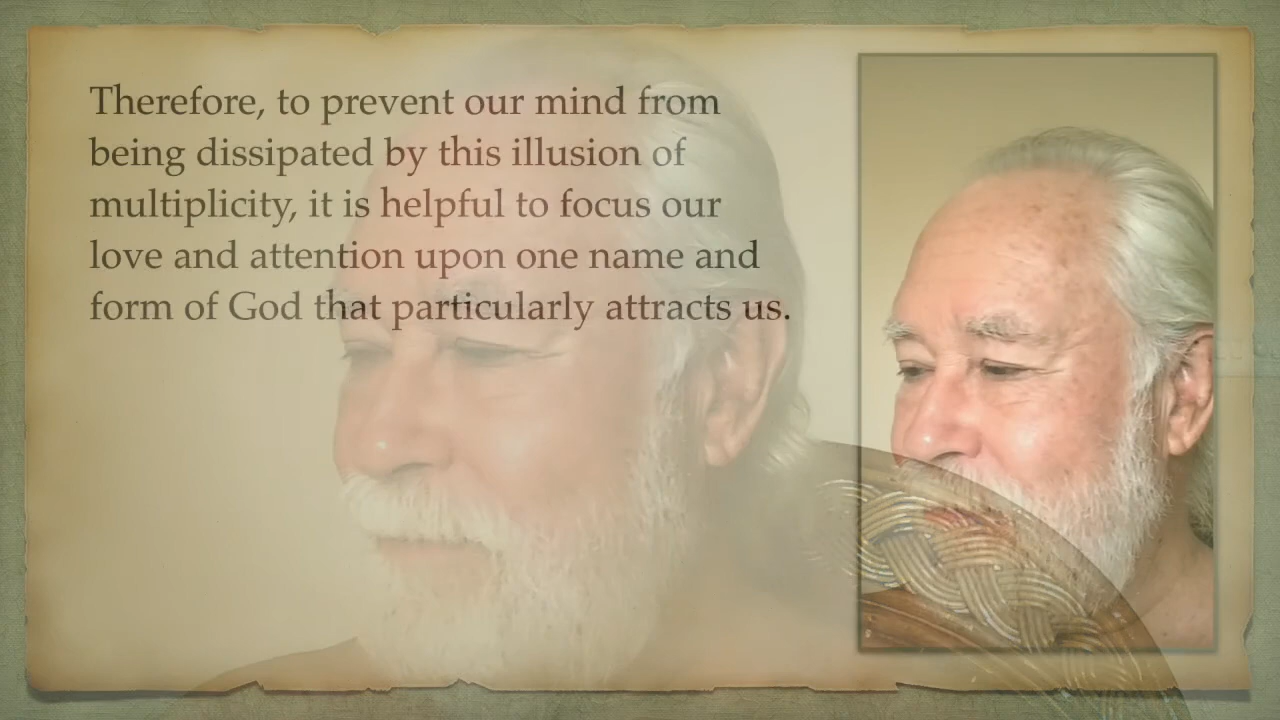 Therefore, to prevent our mind from
being dissipated by this illusion of
multiplicity, it is helpful to focus our
love and attention upon one name and
form of God that particularly attracts us.